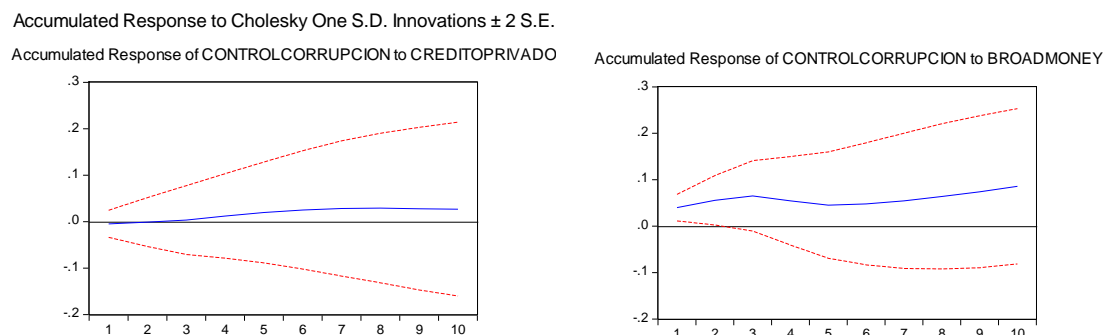 Accumulated Response to Cholesky One S.D. Innovations ± 2 S.E.
Accumulated Response of CONTROLCORRUPCION to CREDITOPRIVADO
.3
.2
.1
.0
-.1
-.2
1 2 3 4 5 6 7 8 9 10
Accumulated Response of CONTROLCORRUPCION to BROADMONEY
.3
.2
.1
.0
-.1
-.2
1 2 3 4 5 6 7 8 9 10